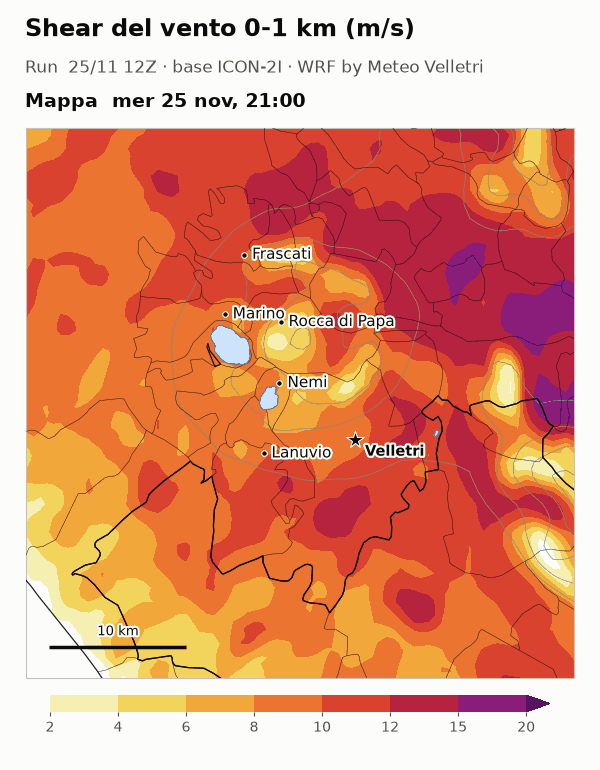 Shear del vento 0-1 km (m/s)
Run  25/11 12Z · base ICON-2I · WRF by Meteo Velletri
Mappa  mer 25 nov, 21:00
Frascati
Marino
Rocca di Papa
Nemi
Velletri
Lanuvio
10 km
2 4 6 8 10 12 15 20